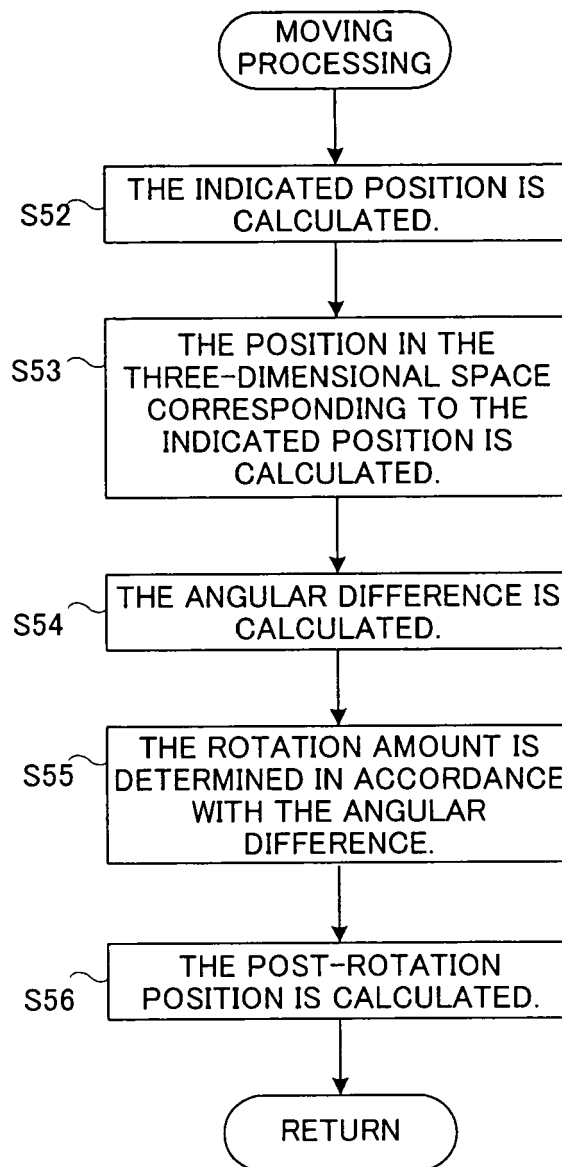 MOVING
PROCESSING
S52
THE INDICATED POSITION IS
CALCULATED.
S53
THE POSITION IN THE
THREE-DIMENSIONAL SPACE
CORRESPONDING TO THE
INDICATED POSITION IS
CALCULATED.
S54
THE ANGULAR DIFFERENCE IS
CALCULATED.
S55
THE ROTATION AMOUNT IS
DETERMINED IN ACCORDANCE
WITH THE ANGULAR
DIFFERENCE.
S56
THE POST-ROTATION
POSITION IS CALCULATED.
RETURN